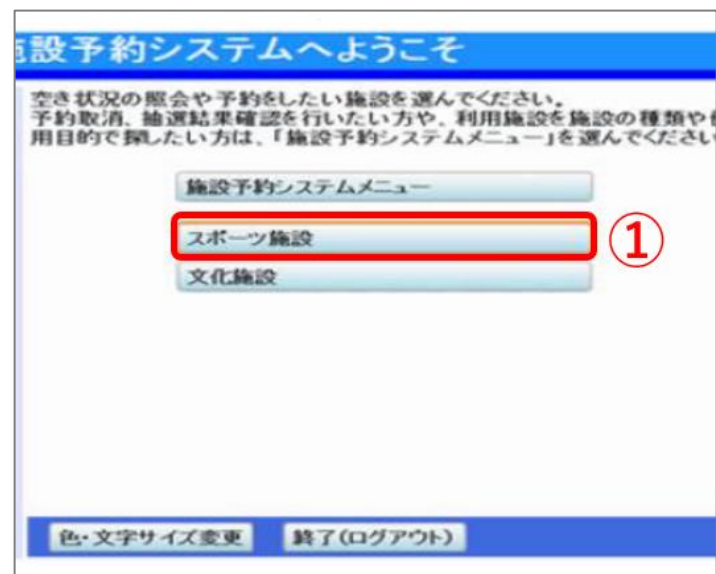 設予約システムへようこそ
空き状況の照会や予約をしたい施設を選んでください。
予約取消、抽選結果確認を行いたい方や、利用施設を施設の種類や
用目的で探したい方は、「施設予約システムメニュー」を選んでください
施設予約システムメニュー
スポーツ施設
①
文化施設
色・文字サイズ変更
終了(ログアウト)